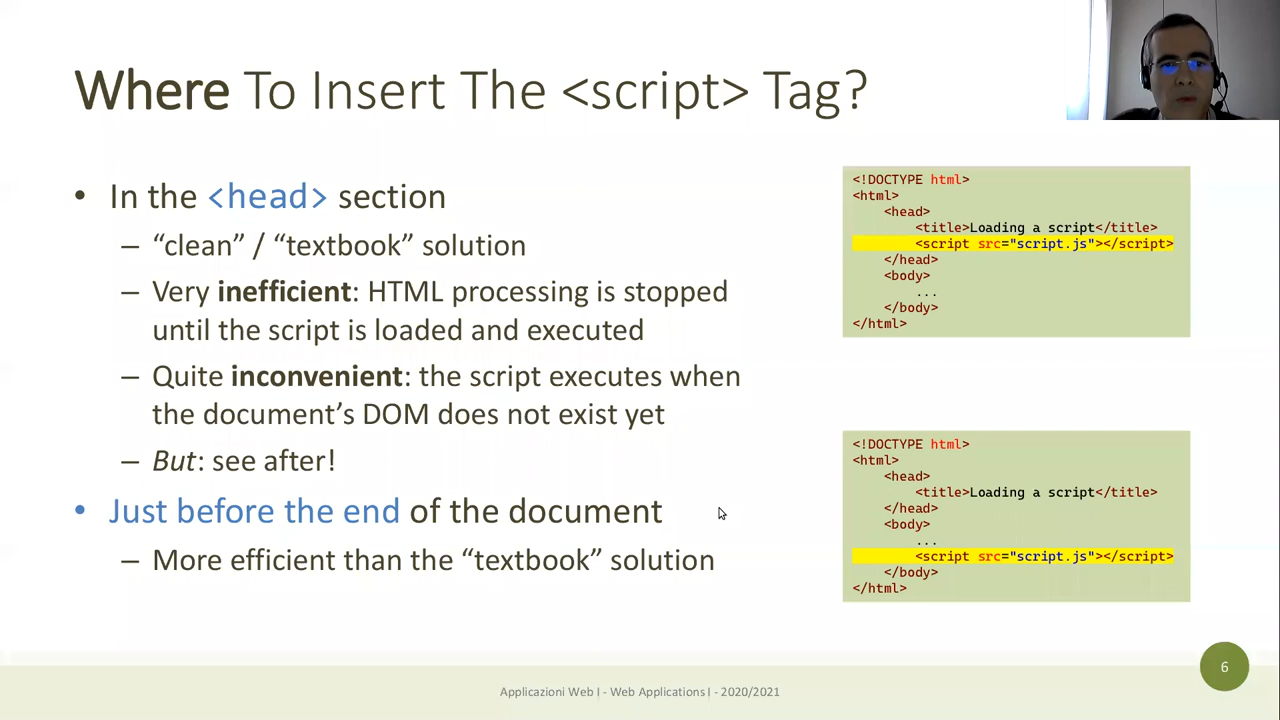 Where To Insert The <script> Tag?
• In the <head> section
– “clean” / “textbook” solution
– Very inefficient: HTML processing is stopped
until the script is loaded and executed
– Quite inconvenient: the script executes when
the document’s DOM does not exist yet
– But: see after!
• Just before the end of the document
– More efficient than the “textbook” solution
<!DOCTYPE html>
<html>
<head>
<title>Loading a script</title>
<script src="script.js"></script>
</head>
<body>
...
</body>
</html>
<!DOCTYPE html>
<html>
<head>
<title>Loading a script</title>
</head>
<body>
...
<script src="script.js"></script>
</body>
</html>
Applicazioni Web I - Web Applications I - 2020/2021
6